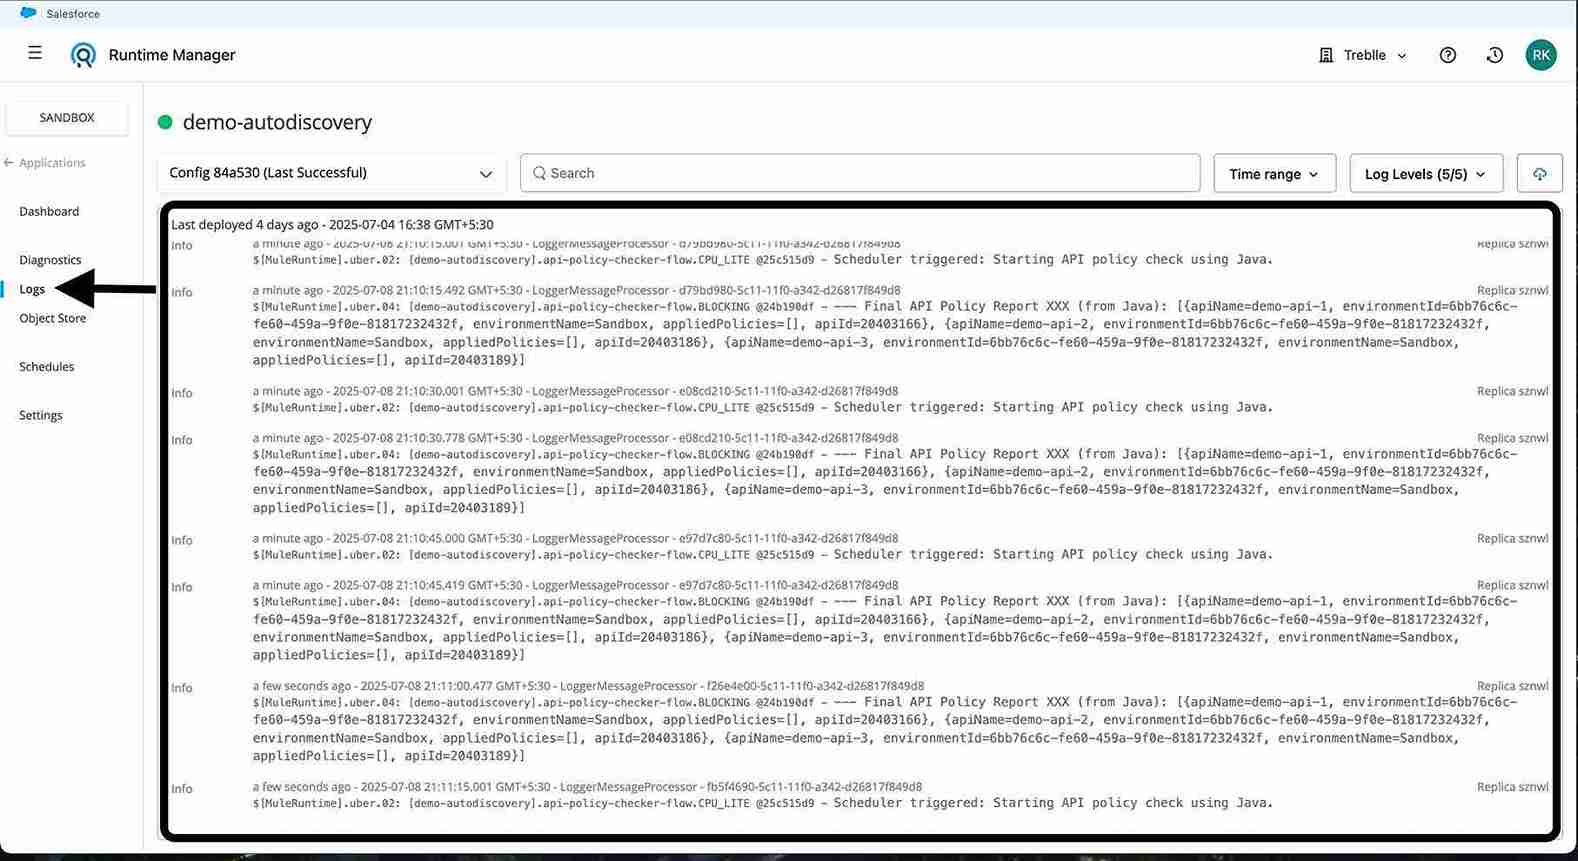 Salesforce
Runtime Manager
Treblle
RK
SANDBOX
Applications
Dashboard
Diagnostics
Logs
Object Store
Schedules
Settings
demo-autodiscovery
Config 84a530 (Last Successful)
Search
Time range
Log Levels (5/5)
Last deployed 4 days ago - 2025-07-04 16:38 GMT+5:30
Info a minute ago - 2025-07-08 21:10:15.001 GMT+5:30 - LoggerMessageProcessor - d79bd980-5c11-11f0-a342-d26817f849d8 Replica sznwl
$[MuleRuntime].uber.02: [demo-autodiscovery].api-policy-checker-flow.CPU_LITE @25c515d9 - Scheduler triggered: Starting API policy check using Java.
Info a minute ago - 2025-07-08 21:10:15.492 GMT+5:30 - LoggerMessageProcessor - d79bd980-5c11-11f0-a342-d26817f849d8 Replica sznwl
$[MuleRuntime].uber.04: [demo-autodiscovery].api-policy-checker-flow.BLOCKING @24b190df - --- Final API Policy Report XXX (from Java): [{apiName=demo-api-1, environmentId=6bb76c6c-
fe60-459a-9f0e-81817232432f, environmentName=Sandbox, appliedPolicies=[], apiId=20403166}, {apiName=demo-api-2, environmentId=6bb76c6c-fe60-459a-9f0e-81817232432f,
environmentName=Sandbox, appliedPolicies=[], apiId=20403186}, {apiName=demo-api-3, environmentId=6bb76c6c-fe60-459a-9f0e-81817232432f, environmentName=Sandbox,
appliedPolicies=[], apiId=20403189}]
Info a minute ago - 2025-07-08 21:10:30.001 GMT+5:30 - LoggerMessageProcessor - e08cd210-5c11-11f0-a342-d26817f849d8 Replica sznwl
$[MuleRuntime].uber.02: [demo-autodiscovery].api-policy-checker-flow.CPU_LITE @25c515d9 - Scheduler triggered: Starting API policy check using Java.
Info a minute ago - 2025-07-08 21:10:30.778 GMT+5:30 - LoggerMessageProcessor - e08cd210-5c11-11f0-a342-d26817f849d8 Replica sznwl
$[MuleRuntime].uber.04: [demo-autodiscovery].api-policy-checker-flow.BLOCKING @24b190df - --- Final API Policy Report XXX (from Java): [{apiName=demo-api-1, environmentId=6bb76c6c-
fe60-459a-9f0e-81817232432f, environmentName=Sandbox, appliedPolicies=[], apiId=20403166}, {apiName=demo-api-2, environmentId=6bb76c6c-fe60-459a-9f0e-81817232432f,
environmentName=Sandbox, appliedPolicies=[], apiId=20403186}, {apiName=demo-api-3, environmentId=6bb76c6c-fe60-459a-9f0e-81817232432f, environmentName=Sandbox,
appliedPolicies=[], apiId=20403189}]
Info a minute ago - 2025-07-08 21:10:45.000 GMT+5:30 - LoggerMessageProcessor - e97d7c80-5c11-11f0-a342-d26817f849d8 Replica sznwl
$[MuleRuntime].uber.02: [demo-autodiscovery].api-policy-checker-flow.CPU_LITE @25c515d9 - Scheduler triggered: Starting API policy check using Java.
Info a minute ago - 2025-07-08 21:10:45.419 GMT+5:30 - LoggerMessageProcessor - e97d7c80-5c11-11f0-a342-d26817f849d8 Replica sznwl
$[MuleRuntime].uber.04: [demo-autodiscovery].api-policy-checker-flow.BLOCKING @24b190df - --- Final API Policy Report XXX (from Java): [{apiName=demo-api-1, environmentId=6bb76c6c-
fe60-459a-9f0e-81817232432f, environmentName=Sandbox, appliedPolicies=[], apiId=20403166}, {apiName=demo-api-2, environmentId=6bb76c6c-fe60-459a-9f0e-81817232432f,
environmentName=Sandbox, appliedPolicies=[], apiId=20403186}, {apiName=demo-api-3, environmentId=6bb76c6c-fe60-459a-9f0e-81817232432f, environmentName=Sandbox,
appliedPolicies=[], apiId=20403189}]
Info a few seconds ago - 2025-07-08 21:11:00.477 GMT+5:30 - LoggerMessageProcessor - f26e4e00-5c11-11f0-a342-d26817f849d8 Replica sznwl
$[MuleRuntime].uber.04: [demo-autodiscovery].api-policy-checker-flow.BLOCKING @24b190df - --- Final API Policy Report XXX (from Java): [{apiName=demo-api-1, environmentId=6bb76c6c-
fe60-459a-9f0e-81817232432f, environmentName=Sandbox, appliedPolicies=[], apiId=20403166}, {apiName=demo-api-2, environmentId=6bb76c6c-fe60-459a-9f0e-81817232432f,
environmentName=Sandbox, appliedPolicies=[], apiId=20403186}, {apiName=demo-api-3, environmentId=6bb76c6c-fe60-459a-9f0e-81817232432f, environmentName=Sandbox,
appliedPolicies=[], apiId=20403189}]
Info a few seconds ago - 2025-07-08 21:11:15.001 GMT+5:30 - LoggerMessageProcessor - fb5f4690-5c11-11f0-a342-d26817f849d8 Replica sznwl
$[MuleRuntime].uber.02: [demo-autodiscovery].api-policy-checker-flow.CPU_LITE @25c515d9 - Scheduler triggered: Starting API policy check using Java.